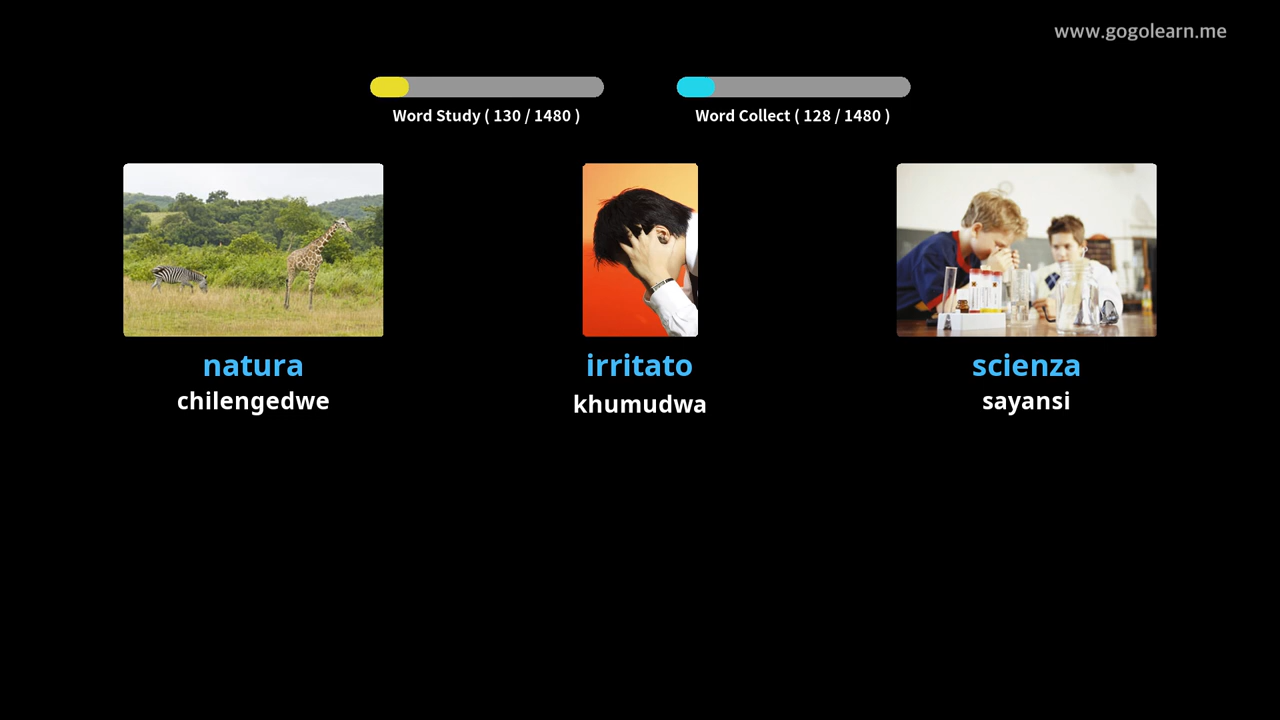 www.gogolearn.me
Word Study ( 130 / 1480 )
Word Collect ( 128 / 1480 )
natura
chilengedwe
irritato
khumudwa
scienza
sayansi